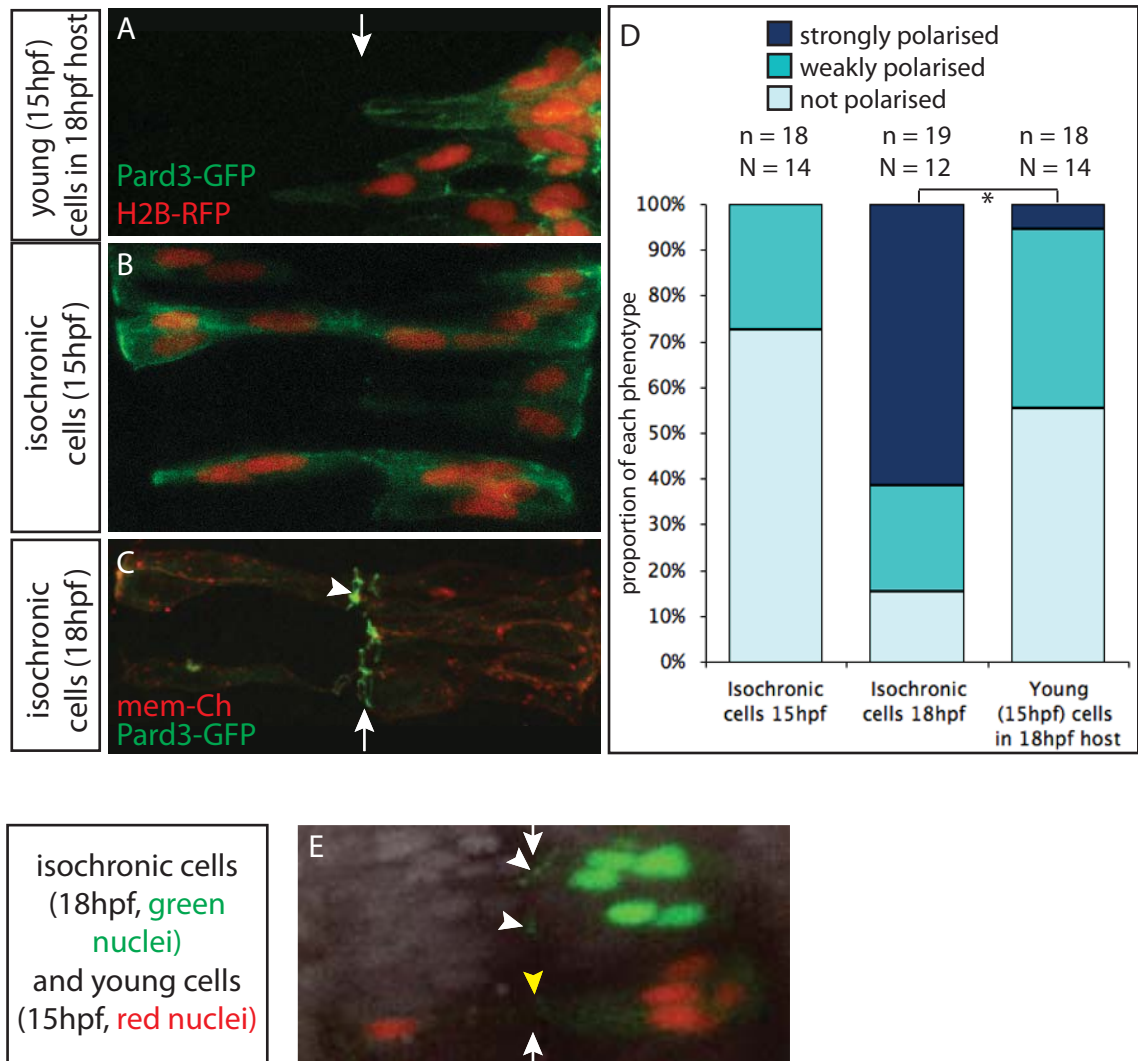 young (15hpf)
cells in 18hpf host
A
Pard3-GFP
H2B-RFP
isochronic
cells (15hpf)
B
isochronic
cells (18hpf)
C
mem-Ch
Pard3-GFP
D
strongly polarised
weakly polarised
not polarised
n = 18
N = 14
n = 19
N = 12
n = 18
N = 14
*
proportion of each phenotype
100%
90%
80%
70%
60%
50%
40%
30%
20%
10%
0%
Isochronic
cells 15hpf
Isochronic
cells 18hpf
Young
(15hpf) cells
in 18hpf host
isochronic cells
(18hpf, green
nuclei)
and young cells
(15hpf, red nuclei)
E